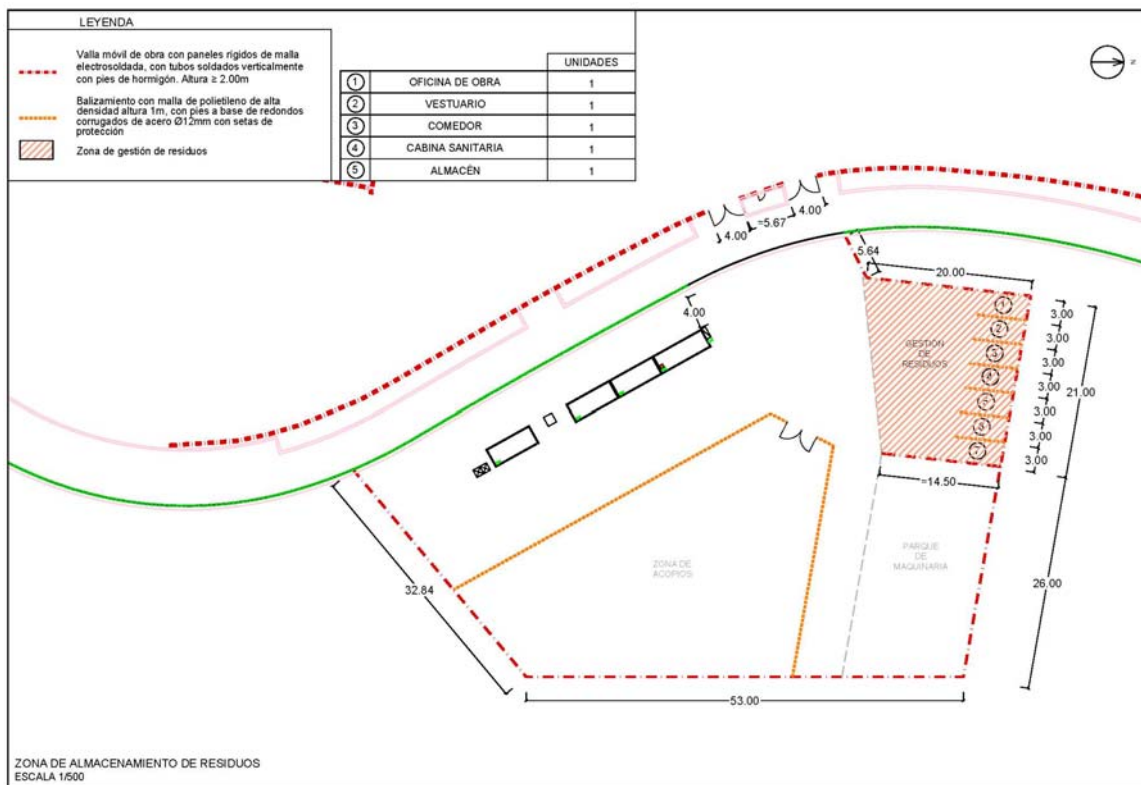 LEYENDA
Valla móvil de obra con paneles rígidos de malla
electrosoldada, con tubos soldados verticalmente
con pies de hormigón. Altura ≥ 2.00m
Balizamiento con malla de polietileno de alta
densidad altura 1m, con pies a base de redondos
corrugados de acero Ø12mm con setas de
protección
Zona de gestión de residuos
UNIDADES
1 OFICINA DE OBRA 1
2 VESTUARIO 1
3 COMEDOR 1
4 CABINA SANITARIA 1
5 ALMACÉN 1
N
4.00
≈5.67
4.00
5.64
20.00
4.00
GESTIÓN
DE
RESIDUOS
1
2
3
5
7
3.00
3.00
3.00
3.00
3.00
3.00
3.00
21.00
≈14.50
ZONA DE
ACOPIOS
PARQUE
DE
MAQUINARIA
32.84
26.00
53.00
ZONA DE ALMACENAMIENTO DE RESIDUOS
ESCALA 1/500